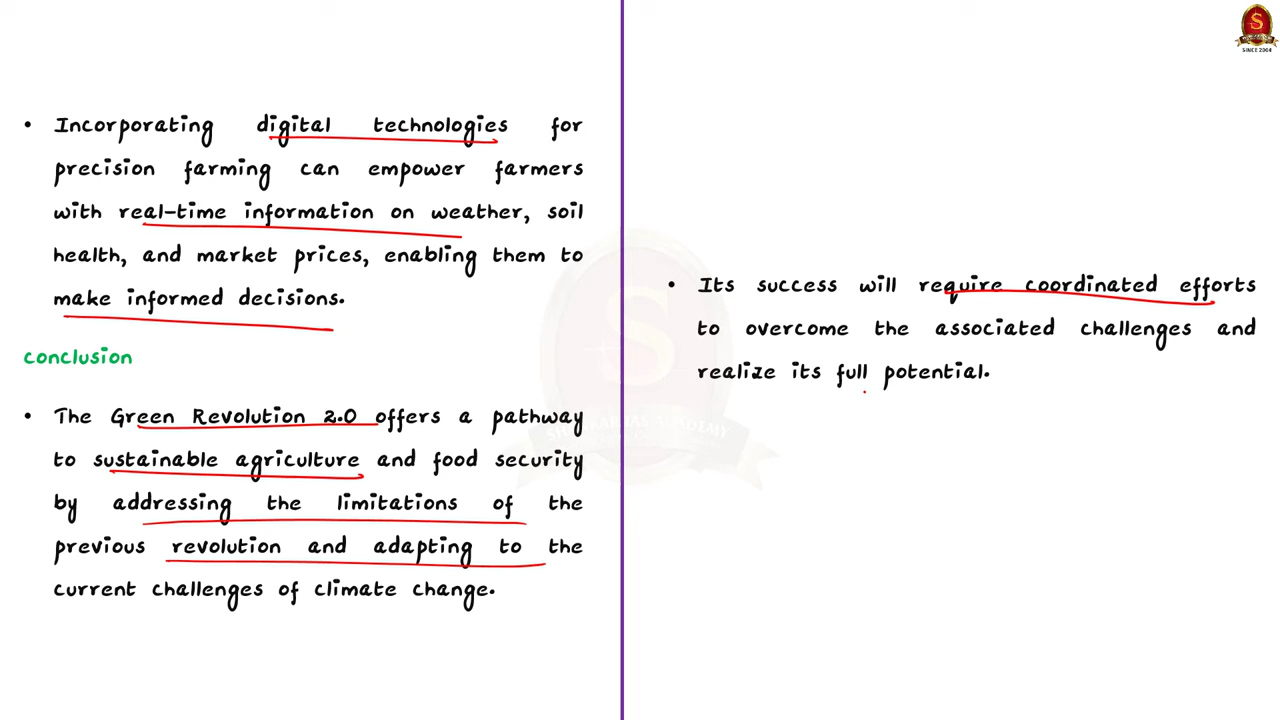 • Incorporating digital technologies for
precision farming can empower farmers
with real-time information on weather, soil
health, and market prices, enabling them to
make informed decisions.
conclusion
• The Green Revolution 2.0 offers a pathway
to sustainable agriculture and food security
by addressing the limitations of the
previous revolution and adapting to the
current challenges of climate change.
• Its success will require coordinated efforts
to overcome the associated challenges and
realize its full potential.
S
SINCE 2004